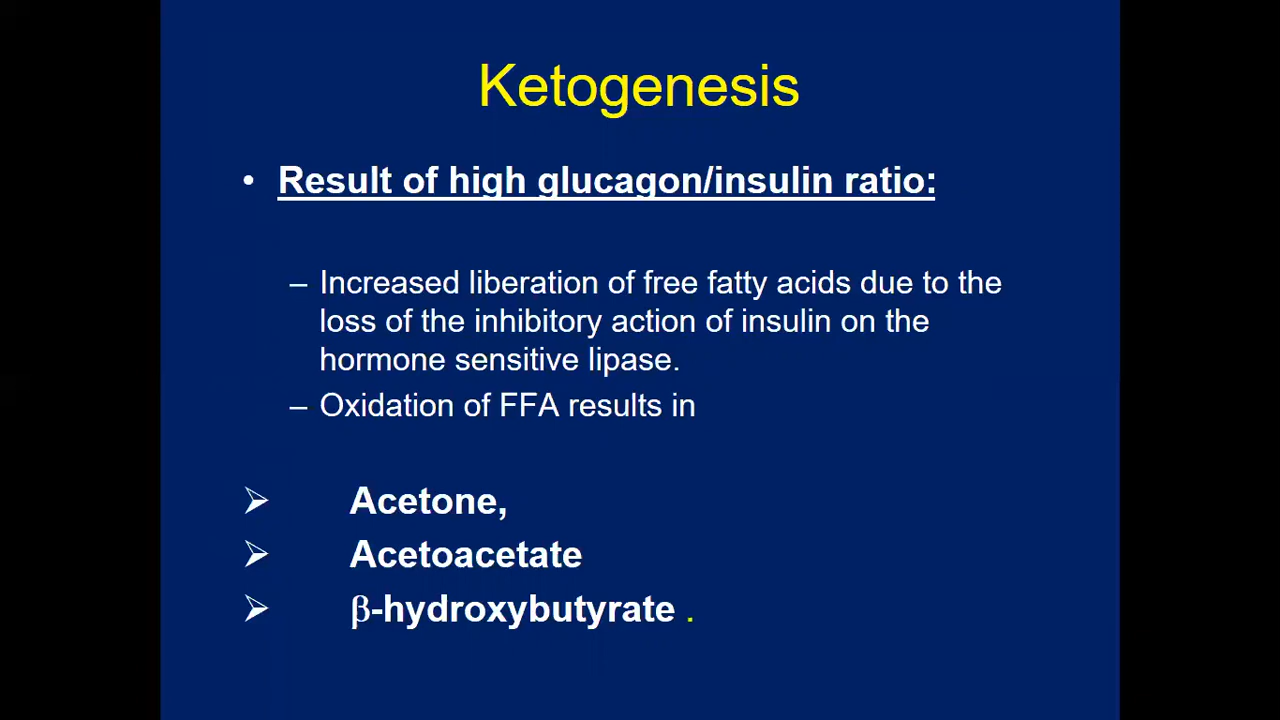 Ketogenesis
• Result of high glucagon/insulin ratio:
– Increased liberation of free fatty acids due to the
loss of the inhibitory action of insulin on the
hormone sensitive lipase.
– Oxidation of FFA results in
➢ Acetone,
➢ Acetoacetate
➢ β-hydroxybutyrate .